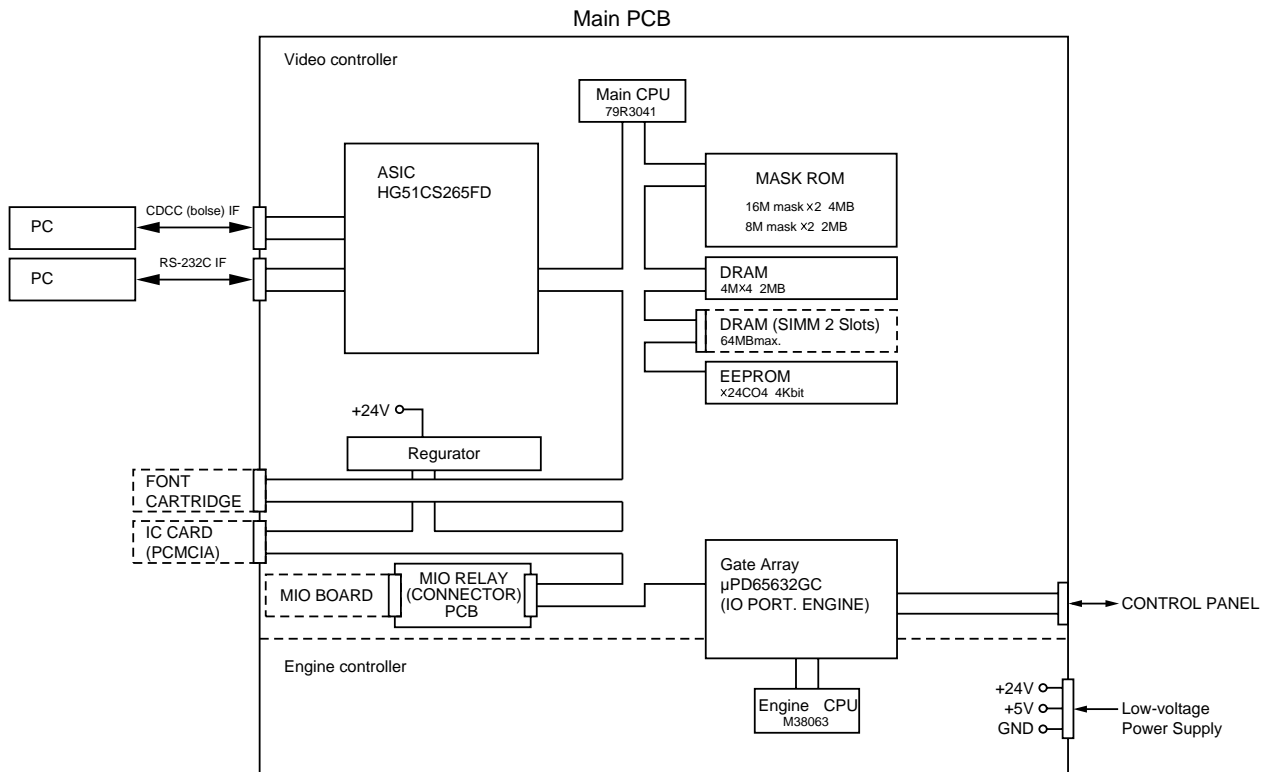 Main PCB
Video controller
Main CPU
79R3041
ASIC
HG51CS265FD
MASK ROM
16M mask ×2 4MB
8M mask ×2 2MB
PC
CDCC (bolse) IF
PC
RS-232C IF
DRAM
4M×4 2MB
DRAM (SIMM 2 Slots)
64MBmax.
EEPROM
×24CO4 4Kbit
+24V
Regurator
FONT
CARTRIDGE
IC CARD
(PCMCIA)
MIO BOARD
MIO RELAY
(CONNECTOR)
PCB
Gate Array
µPD65632GC
(IO PORT. ENGINE)
CONTROL PANEL
Engine controller
Engine CPU
M38063
+24V
+5V
GND
Low-voltage
Power Supply